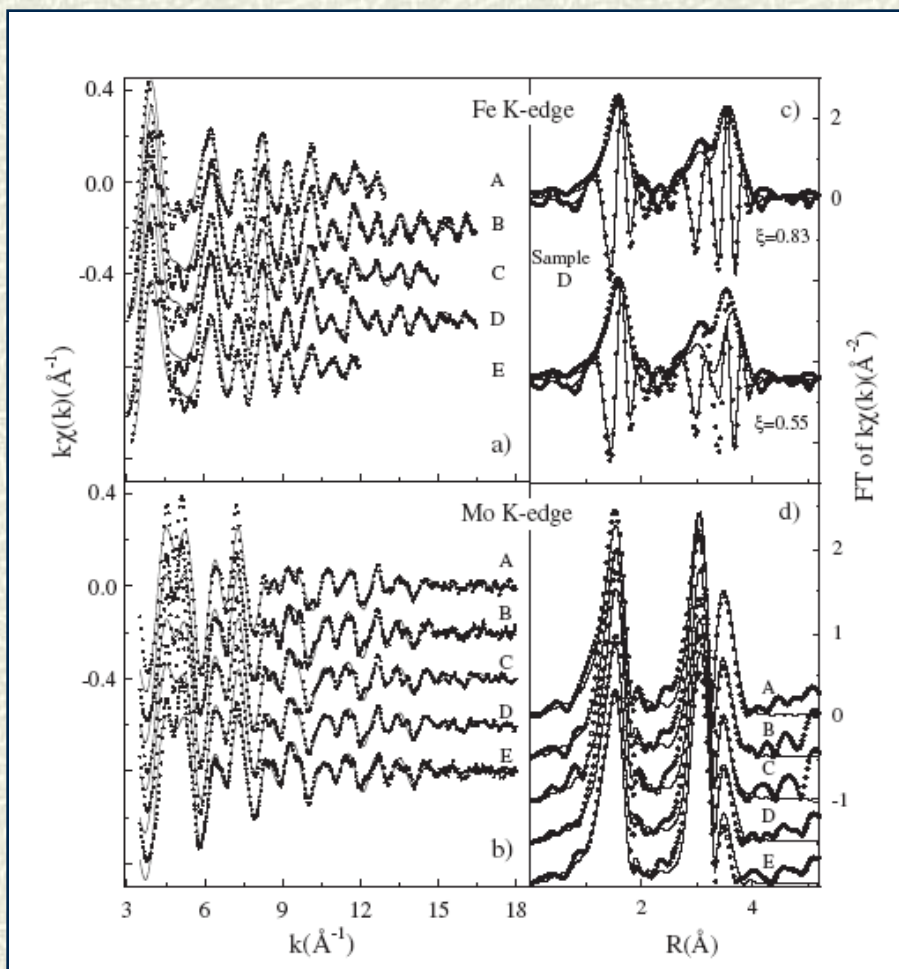 0.4
0.0
-0.4
kχ(k)(Å⁻¹)
Fe K-edge
A
B
C
D
E
a)
c)
2
0
ξ=0.83
Sample
D
ξ=0.55
FT of kχ(k)(Å⁻²)
0.4
0.0
-0.4
Mo K-edge
A
B
C
D
E
b)
3
6
9
12
15
18
k(Å⁻¹)
d)
2
1
0
-1
A
B
C
D
E
2
4
R(Å)